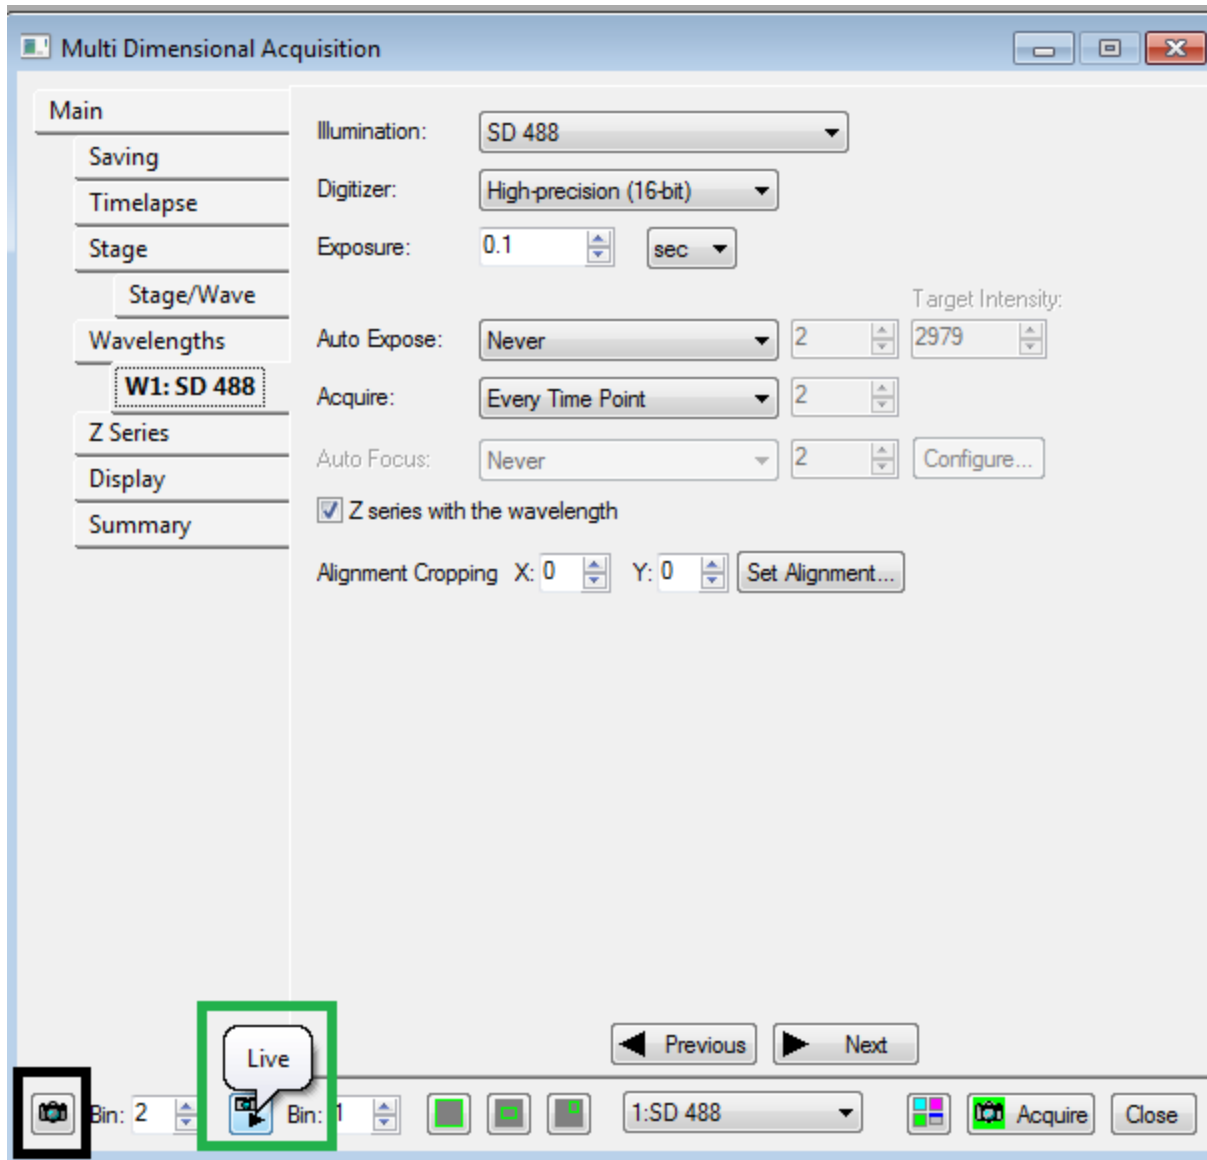 Multi Dimensional Acquisition
Main
Saving
Timelapse
Stage
Stage/Wave
Wavelengths
W1: SD 488
Z Series
Display
Summary
Illumination: SD 488
Digitizer: High-precision (16-bit)
Exposure: 0.1 sec
Target Intensity:
Auto Expose: Never 2 2979
Acquire: Every Time Point 2
Auto Focus: Never 2 Configure...
Z series with the wavelength
Alignment Cropping X: 0 Y: 0 Set Alignment...
Previous Next
Live
Bin: 2 Bin: 1 1:SD 488 Acquire Close